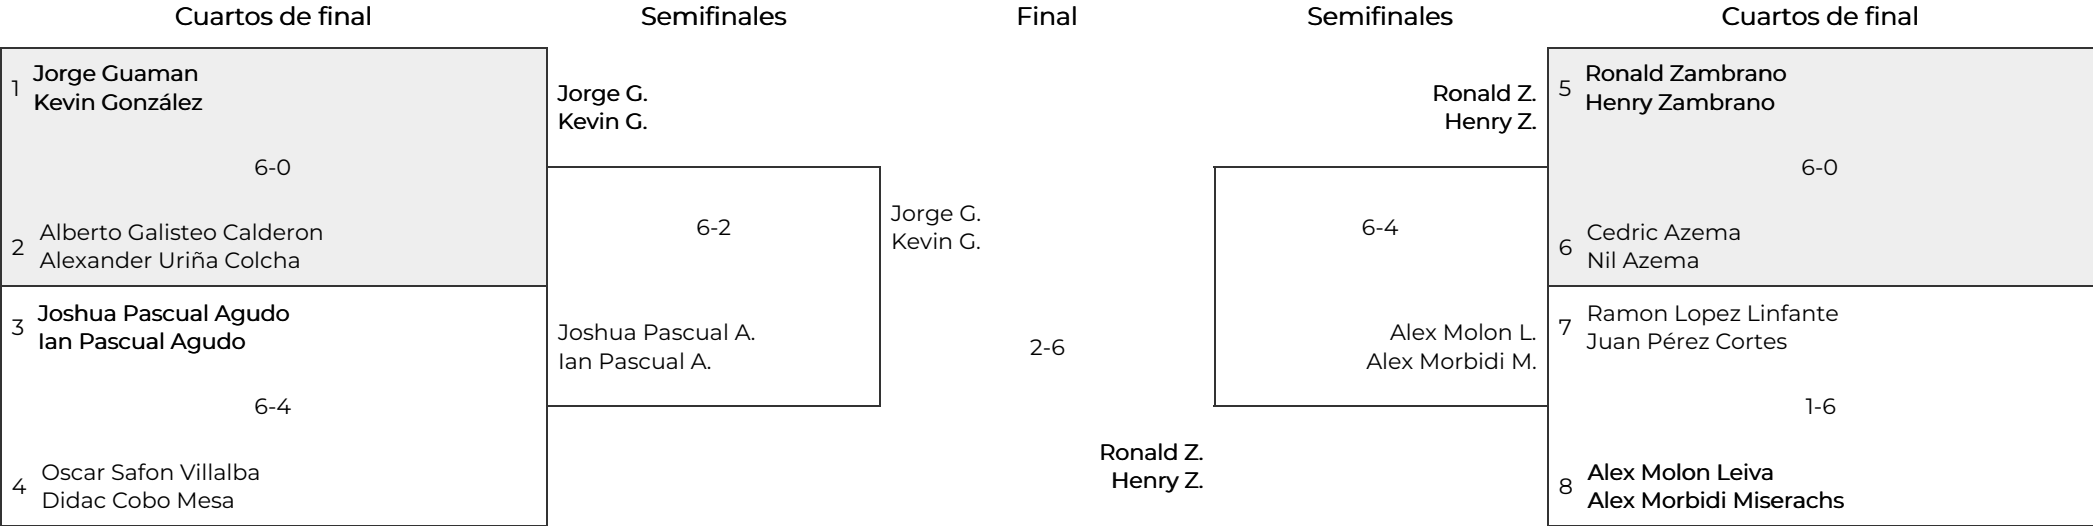 Cuartos de final
Semifinales
Final
Semifinales
Cuartos de final
1
Jorge Guaman
Kevin González
6-0
2
Alberto Galisteo Calderon
Alexander Uriña Colcha
3
Joshua Pascual Agudo
Ian Pascual Agudo
6-4
4
Oscar Safon Villalba
Didac Cobo Mesa
Jorge G.
Kevin G.
6-2
Joshua Pascual A.
Ian Pascual A.
Jorge G.
Kevin G.
2-6
Ronald Z.
Henry Z.
Ronald Z.
Henry Z.
6-4
Alex Molon L.
Alex Morbidi M.
5
Ronald Zambrano
Henry Zambrano
6-0
6
Cedric Azema
Nil Azema
7
Ramon Lopez Linfante
Juan Pérez Cortes
1-6
8
Alex Molon Leiva
Alex Morbidi Miserachs